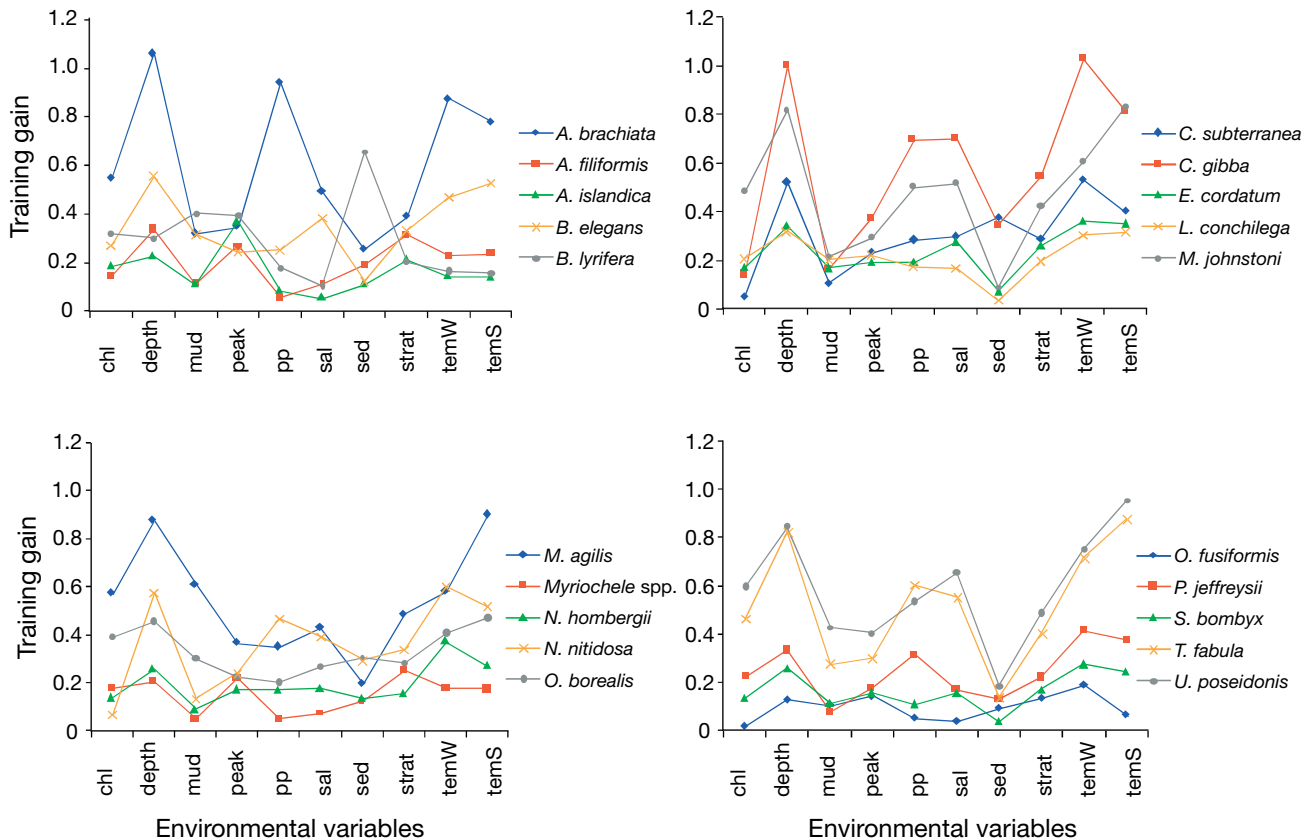 Training gain
1.2
1.0
0.8
0.6
0.4
0.2
0
chl
depth
mud
peak
pp
sal
sed
strat
temW
temS
A. brachiata
A. filiformis
A. islandica
B. elegans
B. lyrifera
1.2
1.0
0.8
0.6
0.4
0.2
0
chl
depth
mud
peak
pp
sal
sed
strat
temW
temS
C. subterranea
C. gibba
E. cordatum
L. conchilega
M. johnstoni
Training gain
1.2
1.0
0.8
0.6
0.4
0.2
0
chl
depth
mud
peak
pp
sal
sed
strat
temW
temS
M. agilis
Myriochele spp.
N. hombergii
N. nitidosa
O. borealis
Environmental variables
1.2
1.0
0.8
0.6
0.4
0.2
0
chl
depth
mud
peak
pp
sal
sed
strat
temW
temS
O. fusiformis
P. jeffreysii
S. bombyx
T. fabula
U. poseidonis
Environmental variables